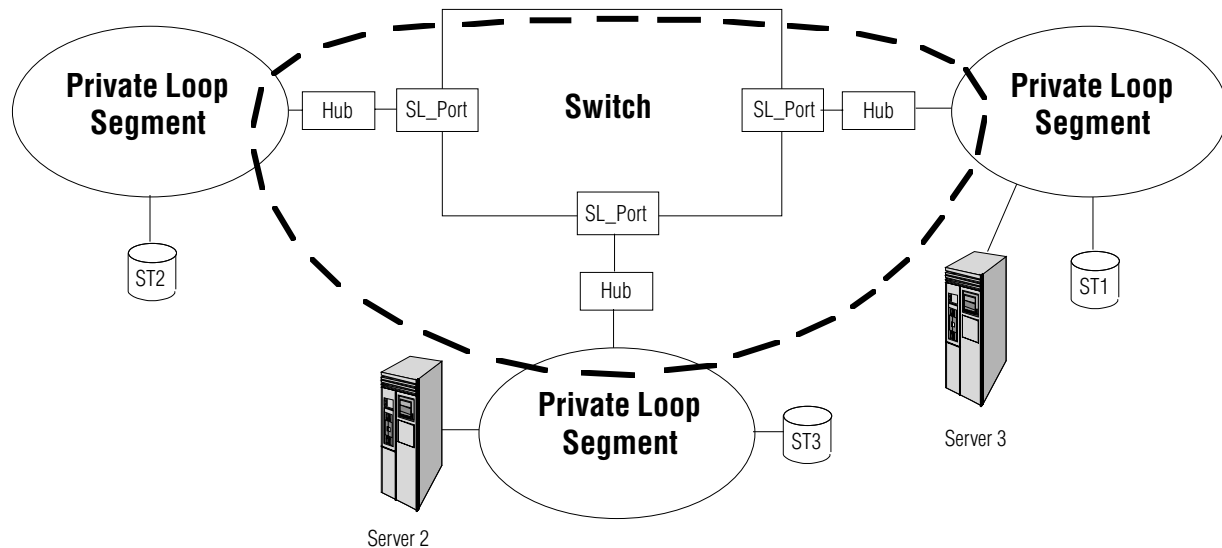 Private Loop
Segment
Hub
SL_Port
Switch
SL_Port
Hub
Private Loop
Segment
SL_Port
ST2
Hub
ST1
Private Loop
Segment
ST3
Server 3
Server 2